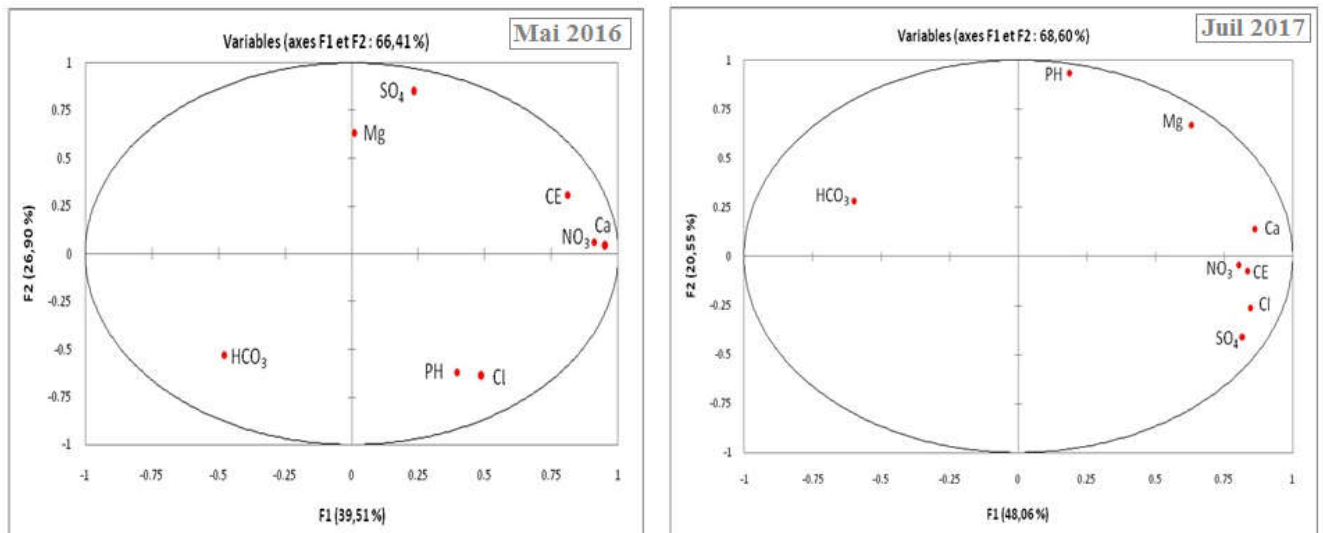 Mai 2016
Variables (axes F1 et F2 : 66,41 %)
1
0.75
0.5
0.25
0
-0.25
-0.5
-0.75
-1
F2 (26,90 %)
SO₄
Mg
CE
Ca
NO₃
HCO₃
PH
Cl
-1
-0.75
-0.5
-0.25
0
0.25
0.5
0.75
1
F1 (39,51 %)
Juil 2017
Variables (axes F1 et F2 : 68,60 %)
1
0.75
0.5
0.25
0
-0.25
-0.5
-0.75
-1
F2 (20,55 %)
PH
Mg
HCO₃
Ca
NO₃
CE
Cl
SO₄
-1
-0.75
-0.5
-0.25
0
0.25
0.5
0.75
1
F1 (48,06 %)